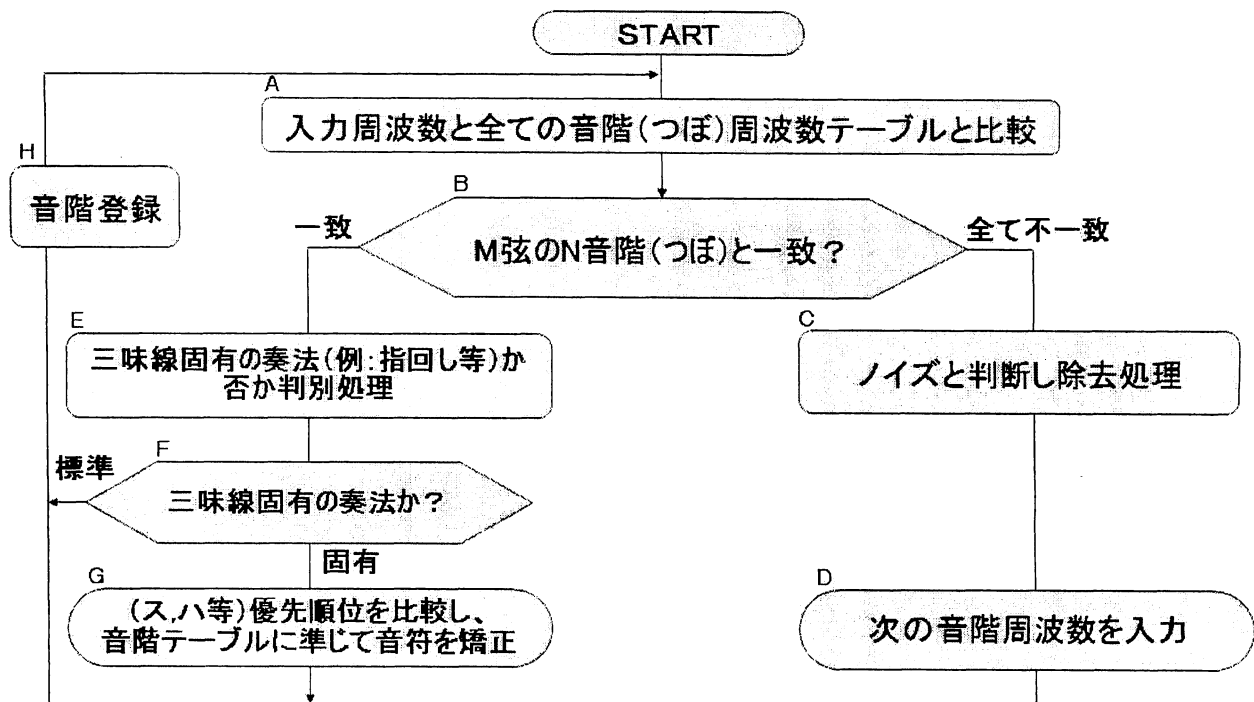 START
A
入力周波数と全ての音階(つぼ)周波数テーブルと比較
H
音階登録
B
M弦のN音階(つぼ)と一致?
一致
全て不一致
E
三味線固有の奏法(例:指回し等)か
否か判別処理
C
ノイズと判断し除去処理
F
標準
三味線固有の奏法か?
固有
G
(ス,ハ等)優先順位を比較し、
音階テーブルに準じて音符を矯正
D
次の音階周波数を入力